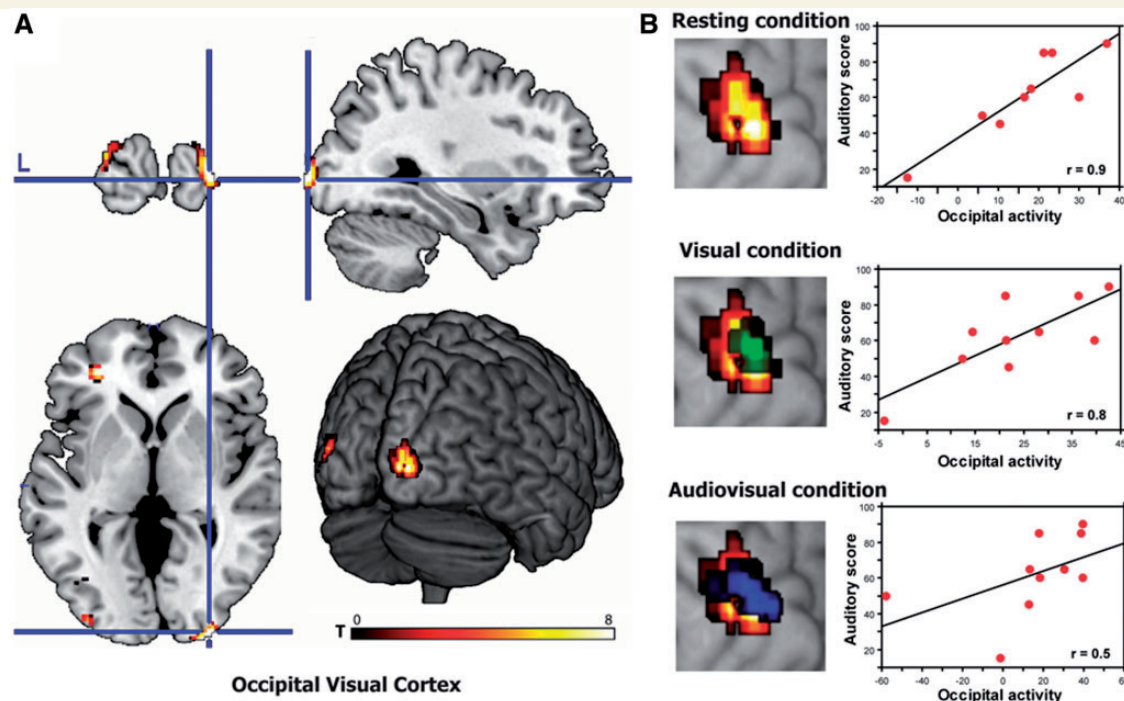 A
L
T 0 8
Occipital Visual Cortex
B
Resting condition
Auditory score
100
80
60
40
20
r = 0.9
-20 -10 0 10 20 30 40
Occipital activity
Visual condition
Auditory score
100
80
60
40
20
r = 0.8
-5 5 15 25 35 45
Occipital activity
Audiovisual condition
Auditory score
100
80
60
40
20
r = 0.5
-60 -40 -20 0 20 40 60
Occipital activity